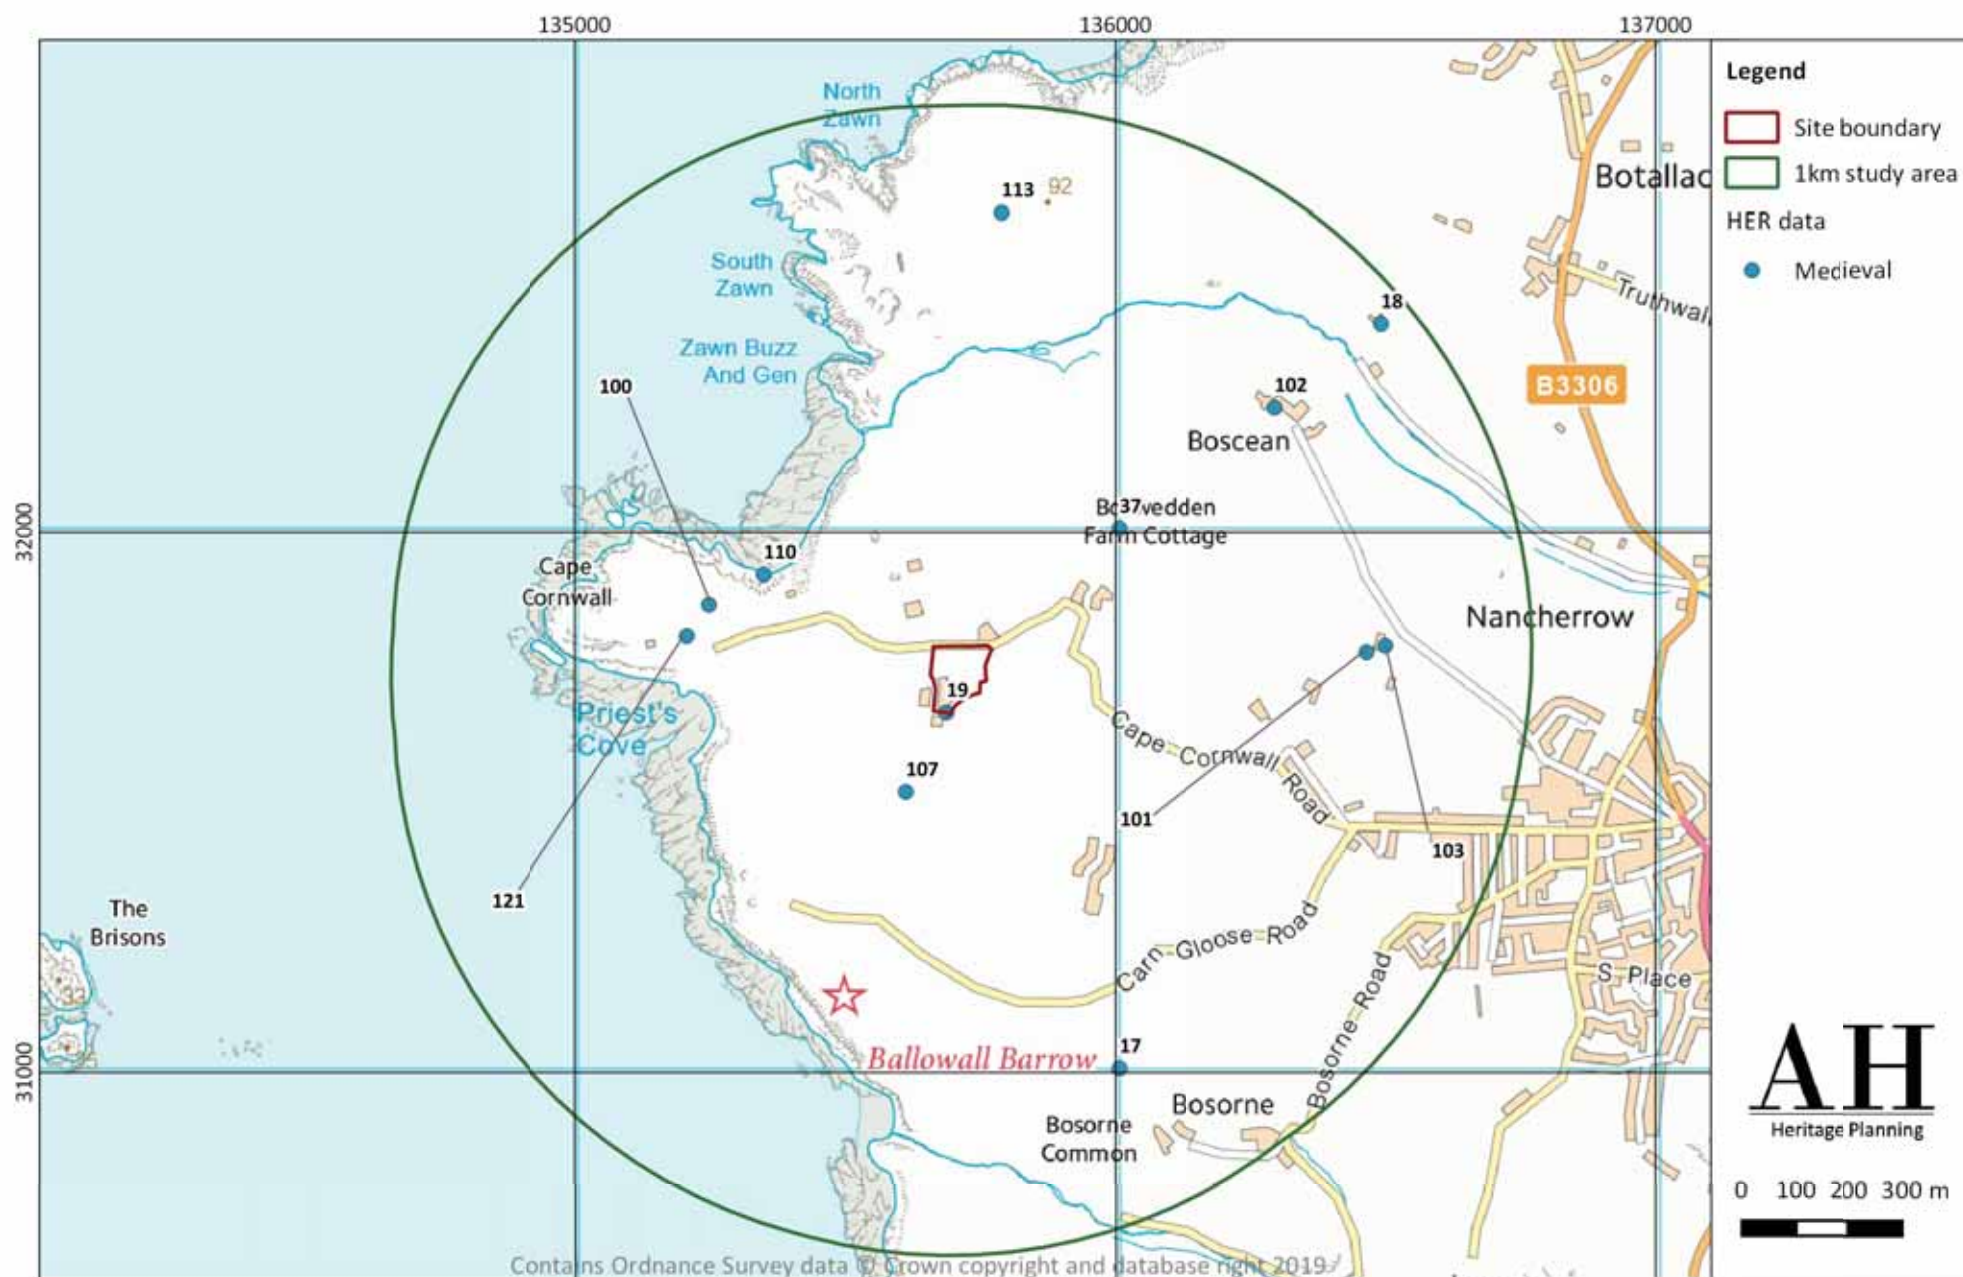 135000
136000
137000
32000
31000
North
Zawn
113
92
South
Zawn
Zawn Buzz
And Gen
100
18
102
Boscean
Botallac
Truthwal
B3306
37
Farm Cottage
110
Cape
Cornwall
Nancherrow
19
Priest's
Cove
107
Cape Cornwall Road
101
103
121
The
Brisons
Carn Gloose Road
Bosorne Road
S Place
Ballowall Barrow
17
Bosorne
Bosorne
Common
Contains Ordnance Survey data © Crown copyright and database right 2019
Legend
Site boundary
1km study area
HER data
Medieval
AH
Heritage Planning
0 100 200 300 m